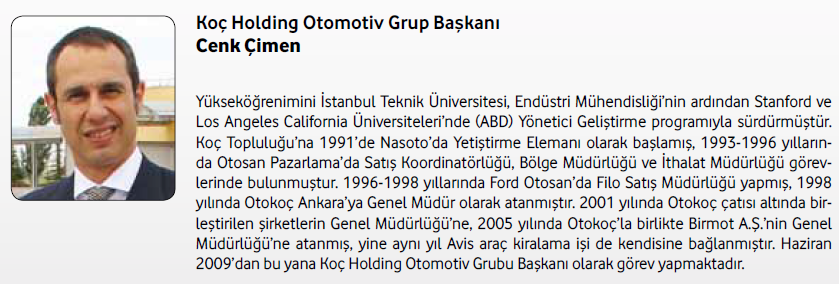 Koç Holding Otomotiv Grup Başkanı
Cenk Çimen
Yükseköğrenimini İstanbul Teknik Üniversitesi, Endüstri Mühendisliği'nin ardından Stanford ve
Los Angeles California Üniversiteleri'nde (ABD) Yönetici Geliştirme programıyla sürdürmüştür.
Koç Topluluğu'na 1991'de Nasoto'da Yetiştirme Elemanı olarak başlamış, 1993-1996 yılların-
da Otosan Pazarlama'da Satış Koordinatörlüğü, Bölge Müdürlüğü ve İthalat Müdürlüğü görev-
lerinde bulunmuştur. 1996-1998 yıllarında Ford Otosan'da Filo Satış Müdürlüğü yapmış, 1998
yılında Otokoç Ankara'ya Genel Müdür olarak atanmıştır. 2001 yılında Otokoç çatısı altında bir-
leştirilen şirketlerin Genel Müdürlüğü'ne, 2005 yılında Otokoç'la birlikte Birmot A.Ş.'nin Genel
Müdürlüğü'ne atanmış, yine aynı yıl Avis araç kiralama işi de kendisine bağlanmıştır. Haziran
2009'dan bu yana Koç Holding Otomotiv Grubu Başkanı olarak görev yapmaktadır.